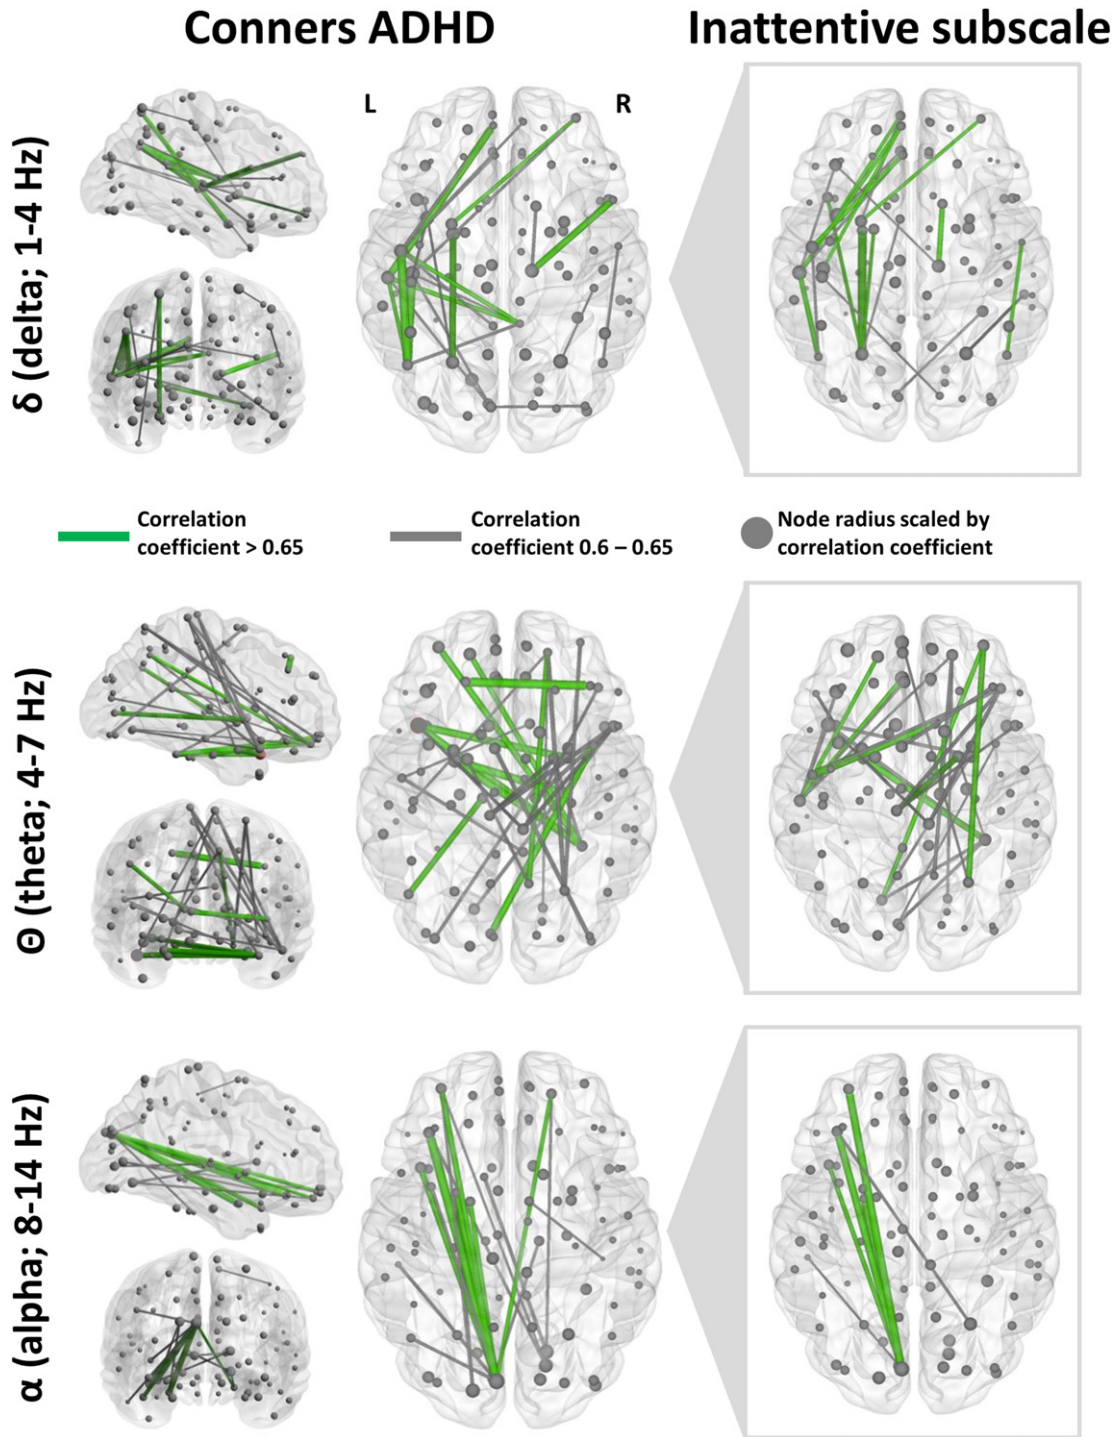 Conners ADHD
Inattentive subscale
L
R
δ (delta; 1-4 Hz)
Correlation
coefficient > 0.65
Correlation
coefficient 0.6 – 0.65
Node radius scaled by
correlation coefficient
Θ (theta; 4-7 Hz)
α (alpha; 8-14 Hz)